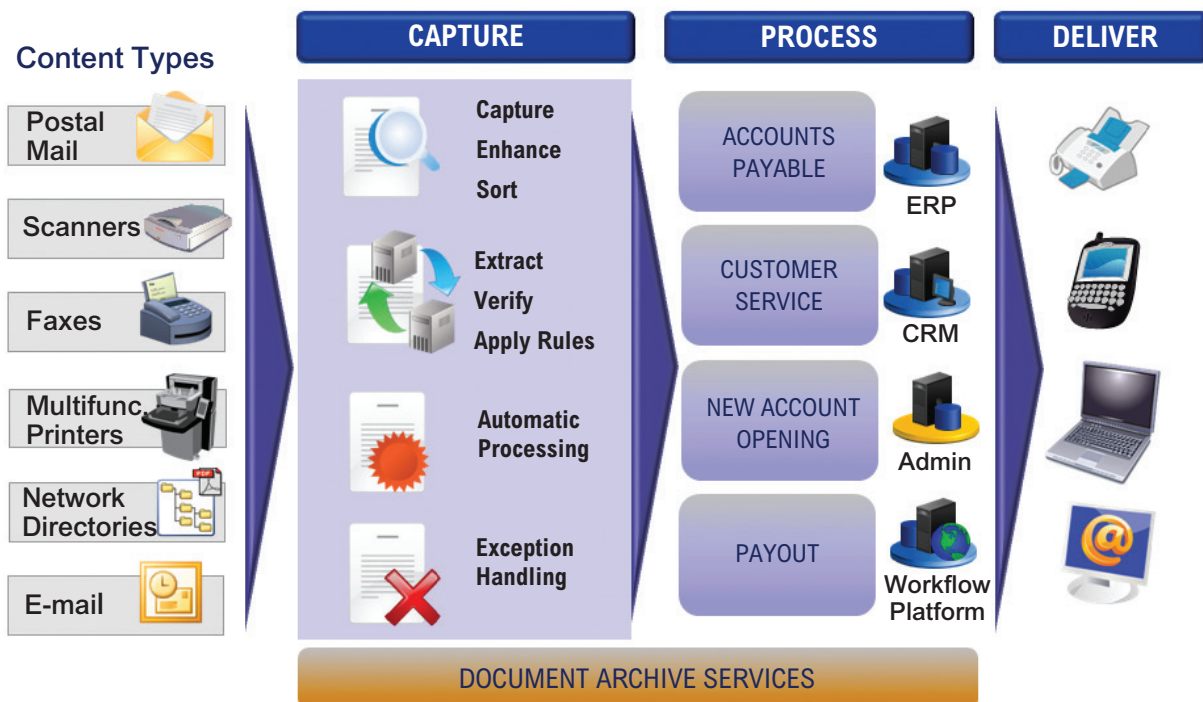 Content Types
Postal
Mail
Scanners
Faxes
Multifunc.
Printers
Network
Directories
PDF
E-mail
CAPTURE
Capture
Enhance
Sort
Extract
Verify
Apply Rules
Automatic
Processing
Exception
Handling
PROCESS
ACCOUNTS
PAYABLE
ERP
CUSTOMER
SERVICE
CRM
NEW ACCOUNT
OPENING
Admin
PAYOUT
Workflow
Platform
DELIVER
@
DOCUMENT ARCHIVE SERVICES